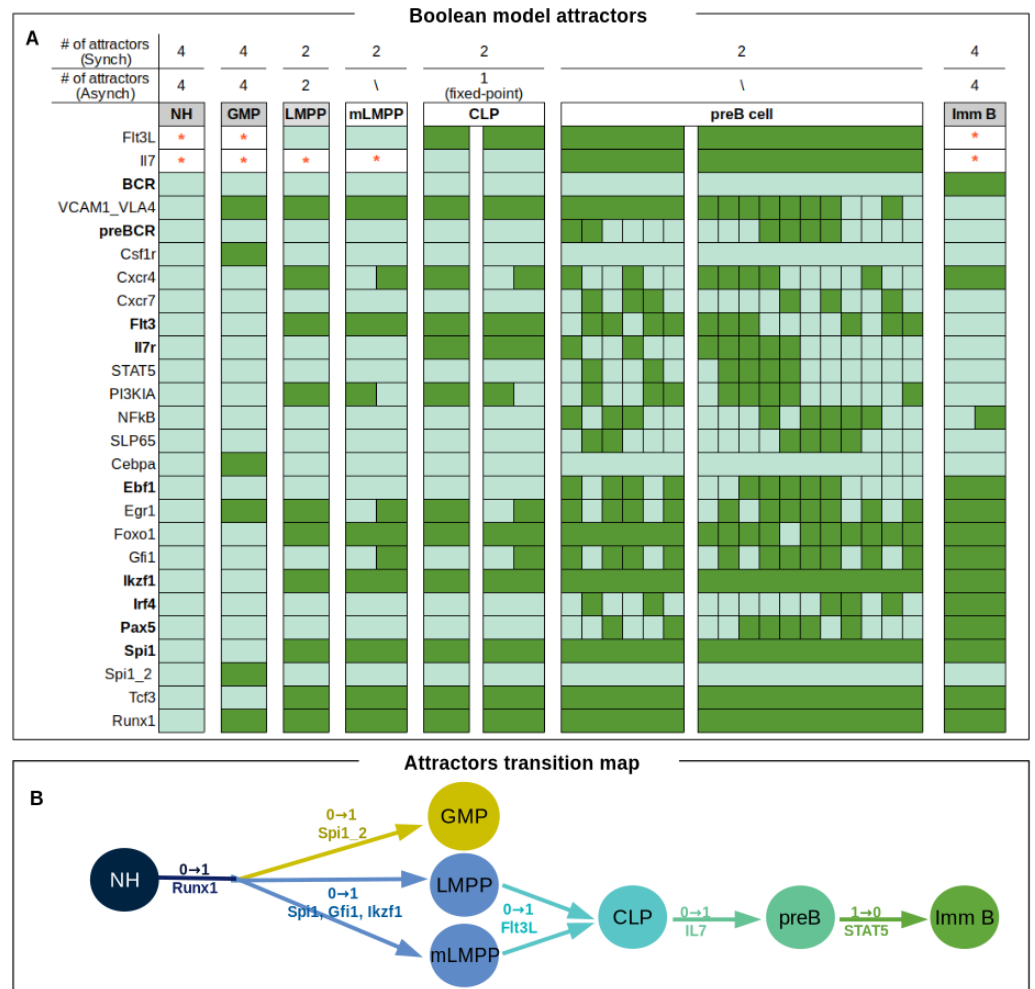 Boolean model attractors
A
# of attractors (Synch) 4 4 2 2 2 2 4
# of attractors (Asynch) 4 4 2 \ 1 (fixed-point) \ 4
NH GMP LMPP mLMPP CLP preB cell Imm B
Flt3L * * *
Il7 * * * * *
BCR
VCAM1_VLA4
preBCR
Csf1r
Cxcr4
Cxcr7
Flt3
Il7r
STAT5
PI3KIA
NFkB
SLP65
Cebpa
Ebf1
Egr1
Foxo1
Gfi1
Ikzf1
Irf4
Pax5
Spi1
Spi1_2
Tcf3
Runx1
Attractors transition map
B
0→1
Spi1_2
GMP
NH
0→1
Runx1
0→1
Spi1, Gfi1, Ikzf1
LMPP
mLMPP
0→1
Flt3L
CLP
0→1
IL7
preB
1→0
STAT5
Imm B